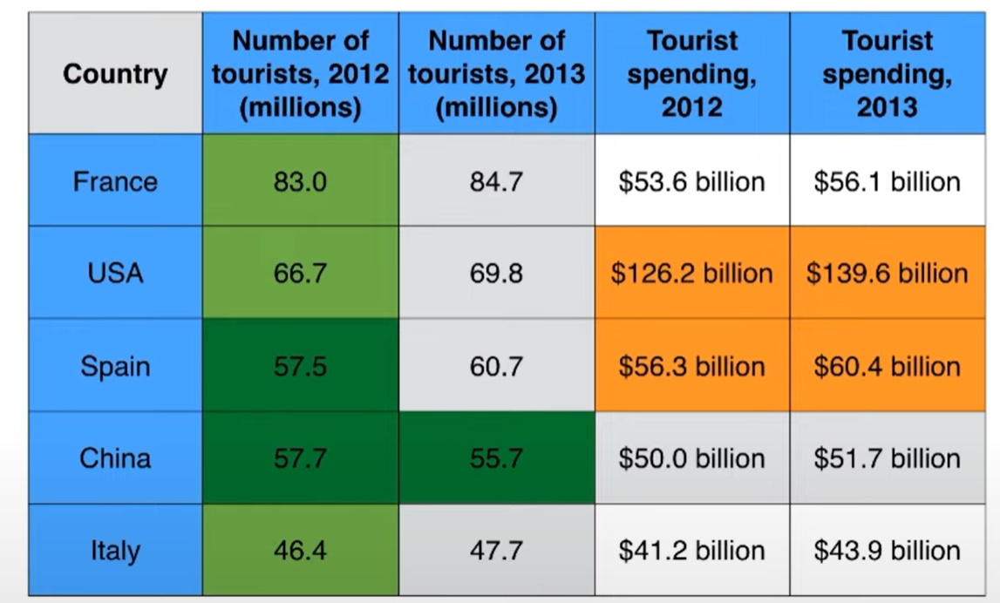 Country
Number of
tourists, 2012
(millions)
Number of
tourists, 2013
(millions)
Tourist
spending,
2012
Tourist
spending,
2013
France
83.0
84.7
$53.6 billion
$56.1 billion
USA
66.7
69.8
$126.2 billion
$139.6 billion
Spain
57.5
60.7
$56.3 billion
$60.4 billion
China
57.7
55.7
$50.0 billion
$51.7 billion
Italy
46.4
47.7
$41.2 billion
$43.9 billion